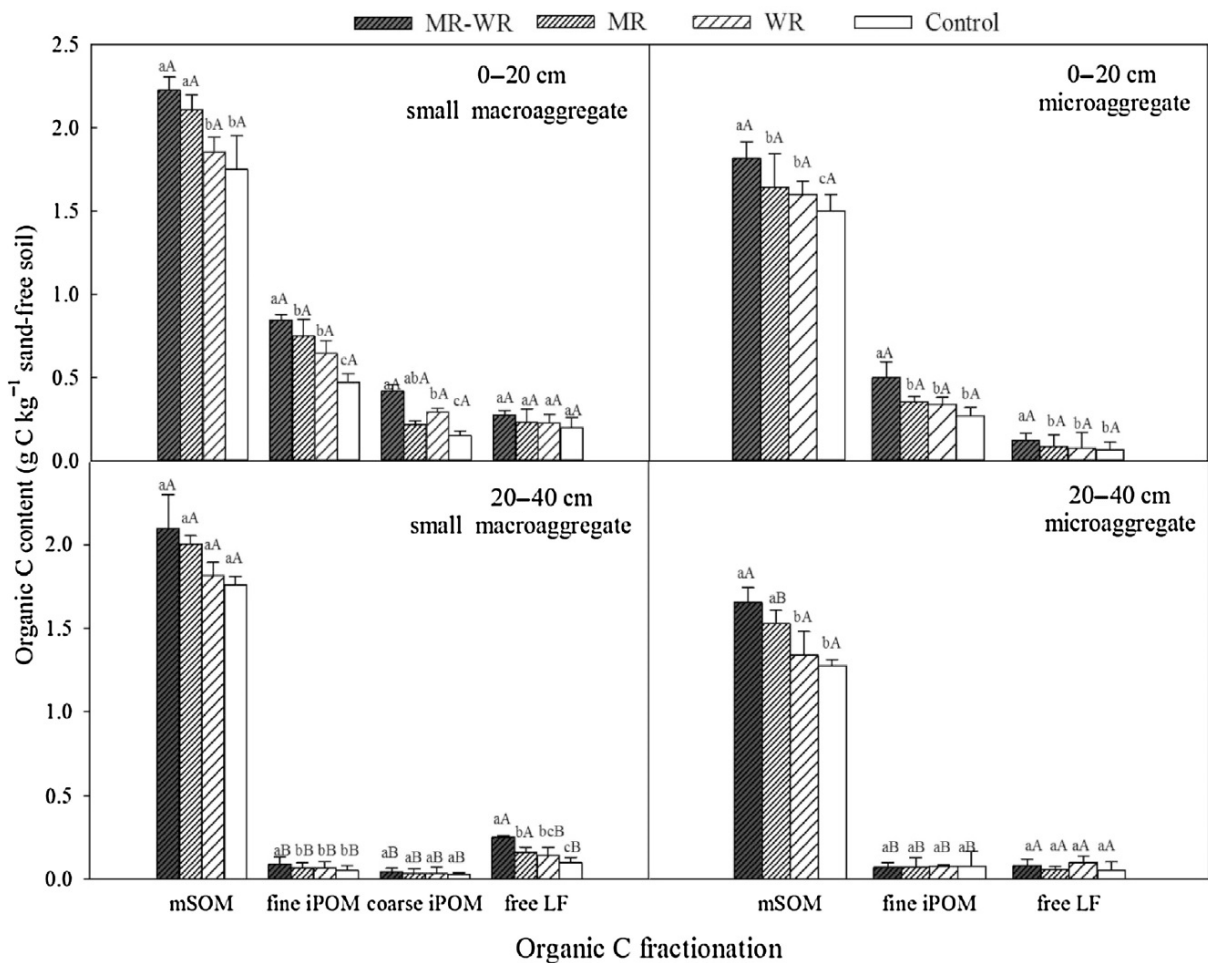 MR-WR MR WR Control
Organic C content (g C kg⁻¹ sand-free soil)
2.5
2.0
1.5
1.0
0.5
0.0
0–20 cm
small macroaggregate
aA aA bA bA
aA bA bA cA
aA abA bA cA
aA aA aA aA
0–20 cm
microaggregate
aA bA bA cA
aA bA bA bA
aA bA bA bA
2.0
1.5
1.0
0.5
0.0
20–40 cm
small macroaggregate
aA aA aA aA
aB bB bB bB
aB aB aB aB
aA bA bcB cB
20–40 cm
microaggregate
aA aB bA bA
aB aB aB aB
aA aA aA aA
mSOM fine iPOM coarse iPOM free LF mSOM fine iPOM free LF
Organic C fractionation